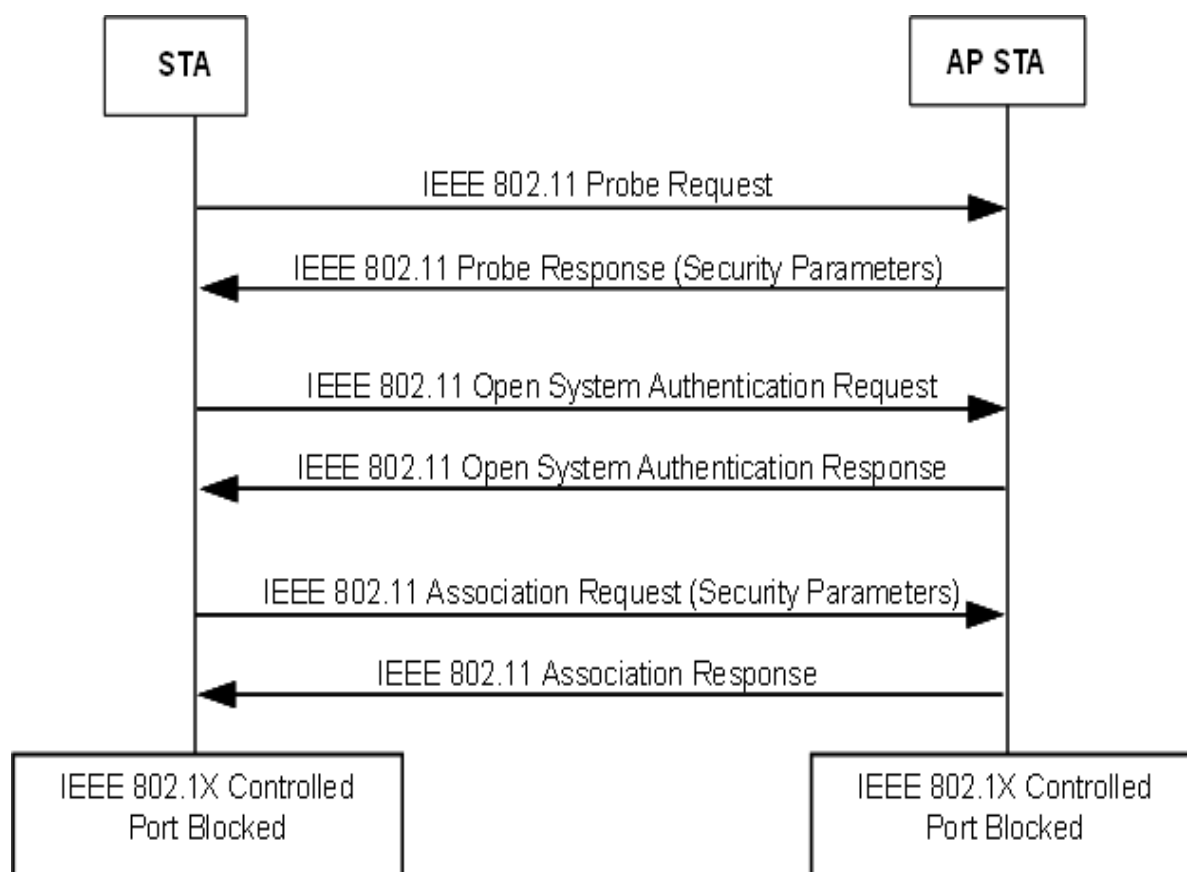 STA
AP STA
IEEE 802.11 Probe Request
IEEE 802.11 Probe Response (Security Parameters)
IEEE 802.11 Open System Authentication Request
IEEE 802.11 Open System Authentication Response
IEEE 802.11 Association Request (Security Parameters)
IEEE 802.11 Association Response
IEEE 802.1X Controlled
Port Blocked
IEEE 802.1X Controlled
Port Blocked